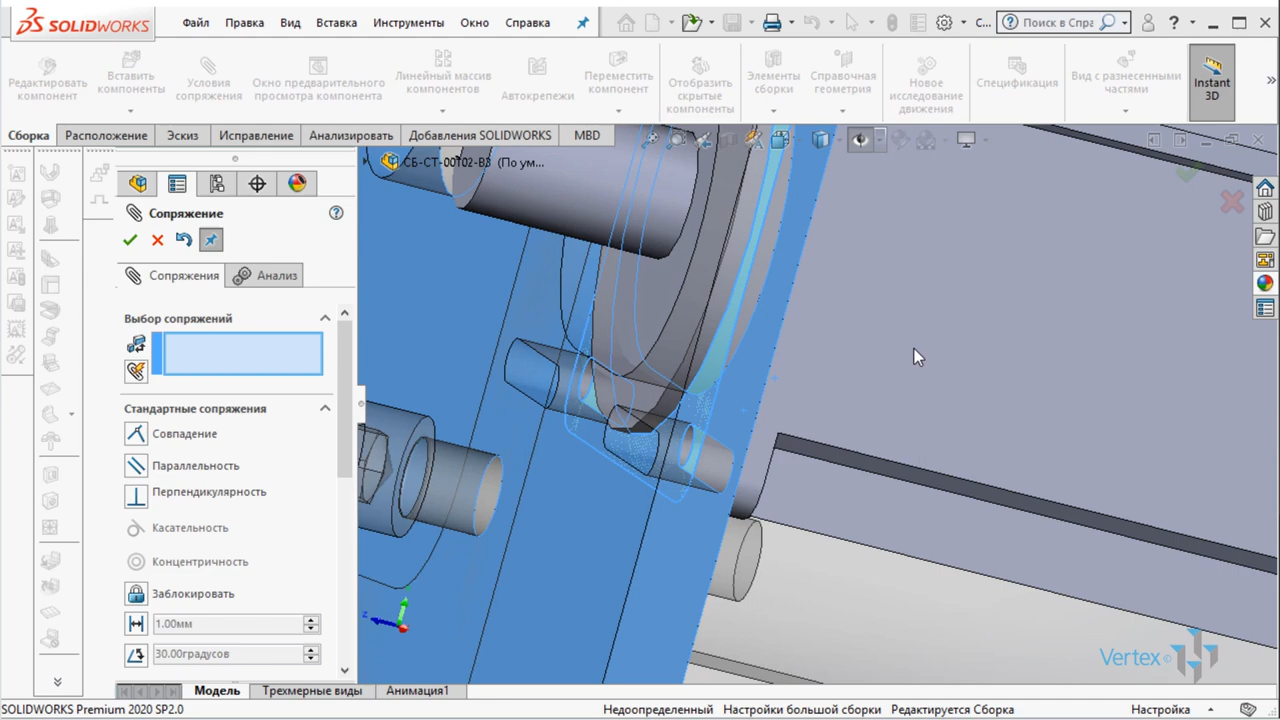 SOLIDWORKS
Файл Правка Вид Вставка Инструменты Окно Справка
С... Поиск в Спра
Редактировать компонент
Вставить компоненты
Условия сопряжения
Окно предварительного просмотра компонента
Линейный массив компонентов
Автокрепежи
Переместить компонент
Отобразить скрытые компоненты
Элементы сборки
Справочная геометрия
Новое исследование движения
Спецификация
Вид с разнесенными частями
Instant 3D
Сборка Расположение Эскиз Исправление Анализировать Добавления SOLIDWORKS MBD
СБ-СТ-00102-ВЗ (По ум...
Сопряжение
Сопряжения Анализ
Выбор сопряжений
Стандартные сопряжения
Совпадение
Параллельность
Перпендикулярность
Касательность
Концентричность
Заблокировать
1.00мм
30.00градусов
z
Vertex ©
Модель Трехмерные виды Анимация1
SOLIDWORKS Premium 2020 SP2.0 Недоопределенный Настройки большой сборки Редактируется Сборка Настройка